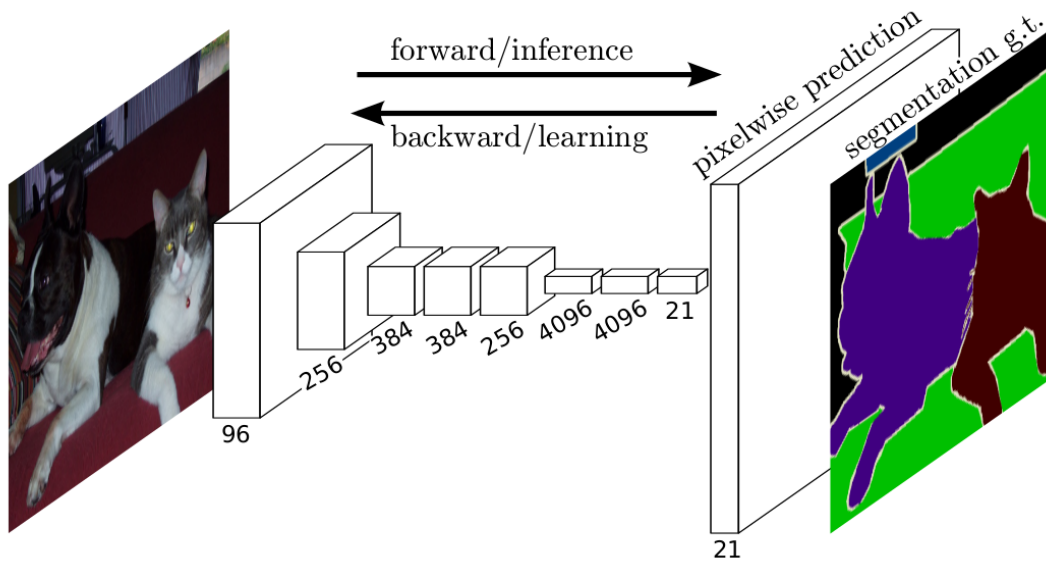 forward/inference
backward/learning
pixelwise prediction
segmentation g.t.
96
256
384
384
256
4096
4096
21
21